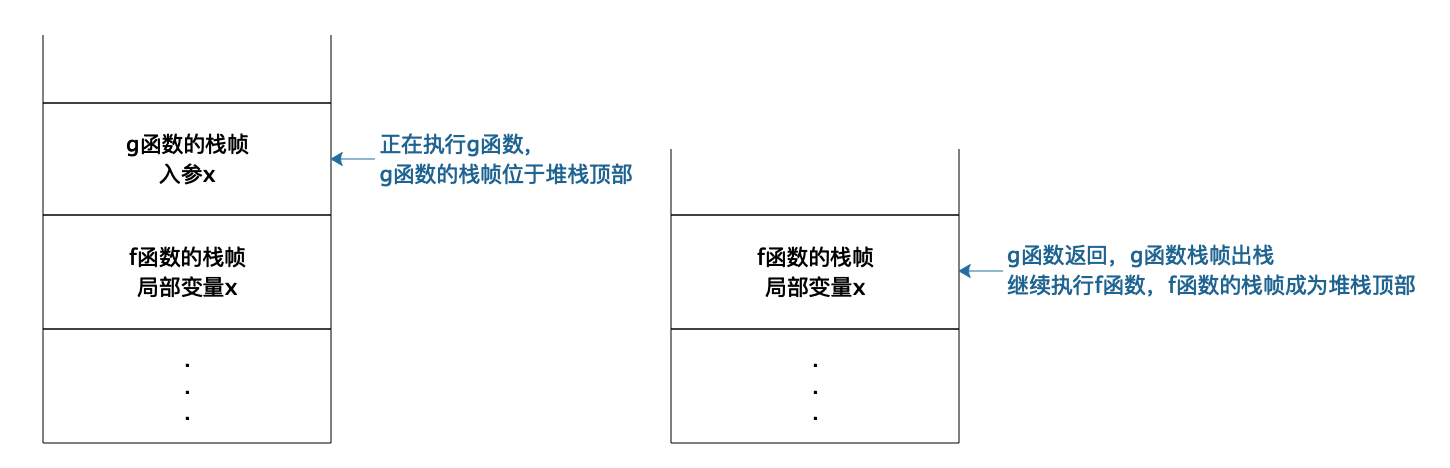 g函数的栈帧
入参x
正在执行g函数，
g函数的栈帧位于堆栈顶部
f函数的栈帧
局部变量x
.
.
.
f函数的栈帧
局部变量x
g函数返回，g函数栈帧出栈
继续执行f函数，f函数的栈帧成为堆栈顶部
.
.
.